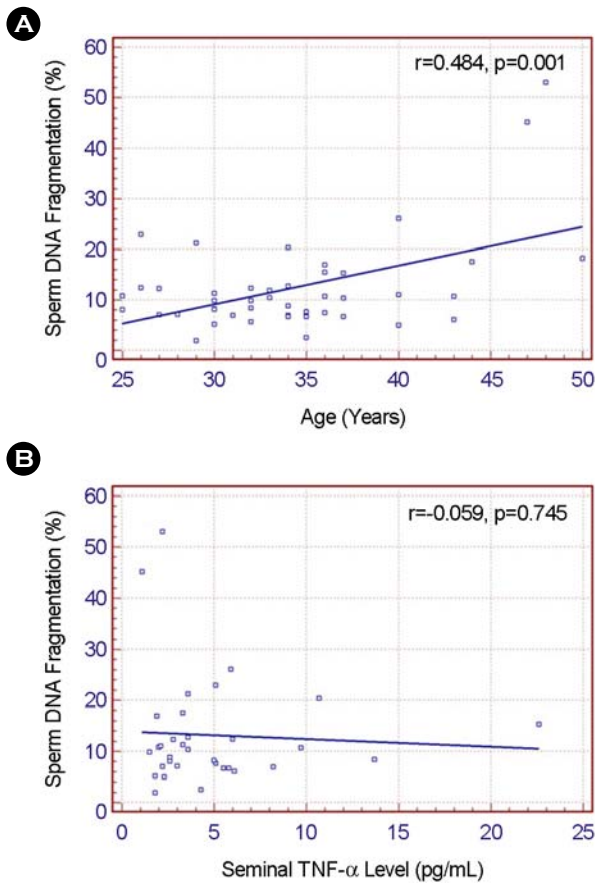 A
r=0.484, p=0.001
Sperm DNA Fragmentation (%)
60
50
40
30
20
10
0
25 30 35 40 45 50
Age (Years)
B
r=-0.059, p=0.745
Sperm DNA Fragmentation (%)
60
50
40
30
20
10
0
0 5 10 15 20 25
Seminal TNF-α Level (pg/mL)